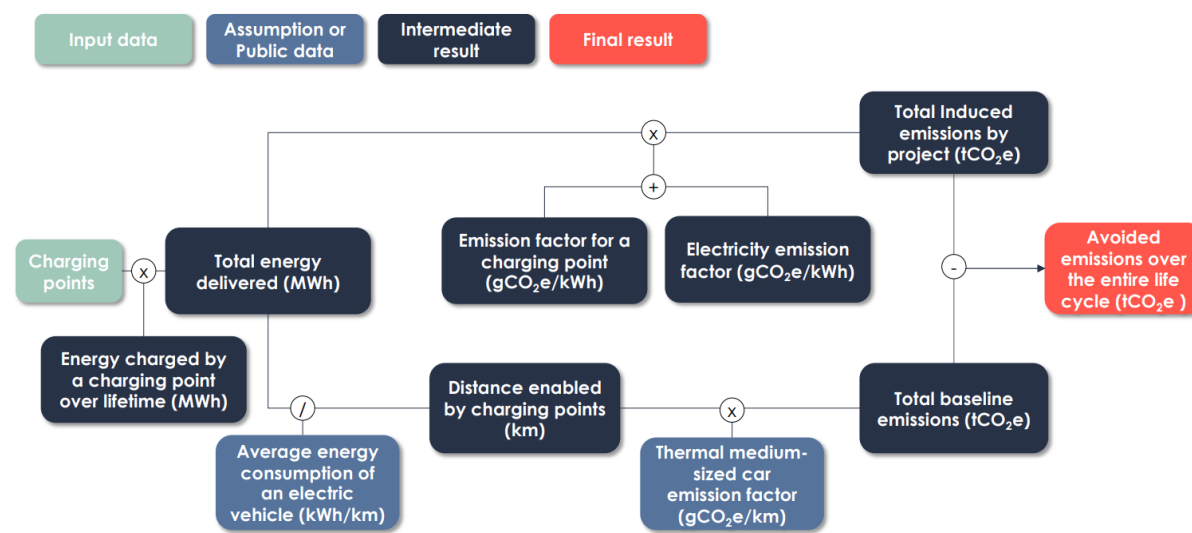 Input data
Assumption or
Public data
Intermediate
result
Final result
Total Induced
emissions by
project (tCO₂e)
x
+
Emission factor for a
charging point
(gCO₂e/kWh)
Electricity emission
factor (gCO₂e/kWh)
Charging
points
x
Total energy
delivered (MWh)
-
Avoided
emissions over
the entire life
cycle (tCO₂e )
Energy charged by
a charging point
over lifetime (MWh)
/
Distance enabled
by charging points
(km)
x
Total baseline
emissions (tCO₂e)
Average energy
consumption of
an electric
vehicle (kWh/km)
Thermal medium-
sized car
emission factor
(gCO₂e/km)